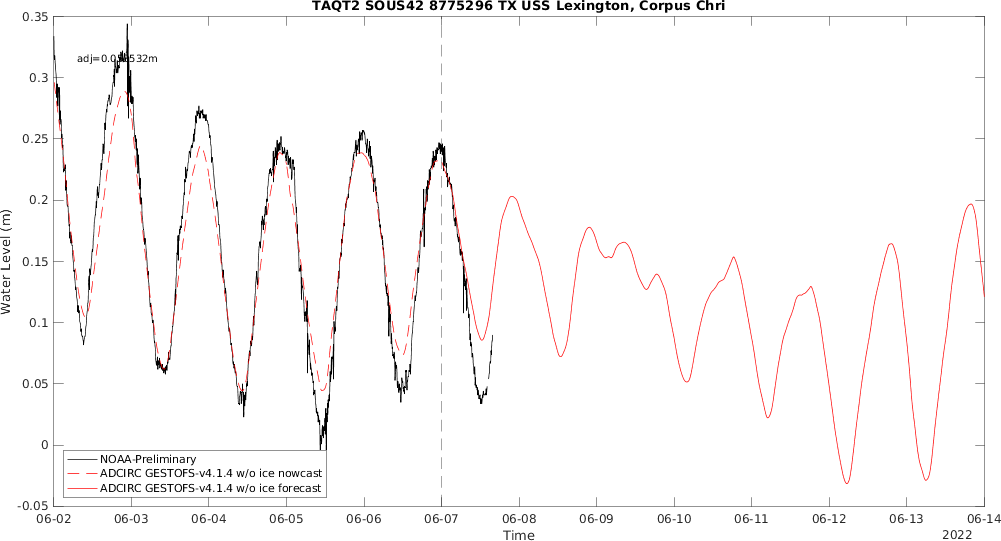 TAQT2 SOUS42 8775296 TX USS Lexington, Corpus Chri
0.35
0.3
0.25
0.2
0.15
0.1
0.05
0
-0.05
Water Level (m)
NOAA-Preliminary
ADCIRC GESTOFS-v4.1.4 w/o ice nowcast
ADCIRC GESTOFS-v4.1.4 w/o ice forecast
06-02 06-03 06-04 06-05 06-06 06-07 06-08 06-09 06-10 06-11 06-12 06-13 06-14
Time
2022